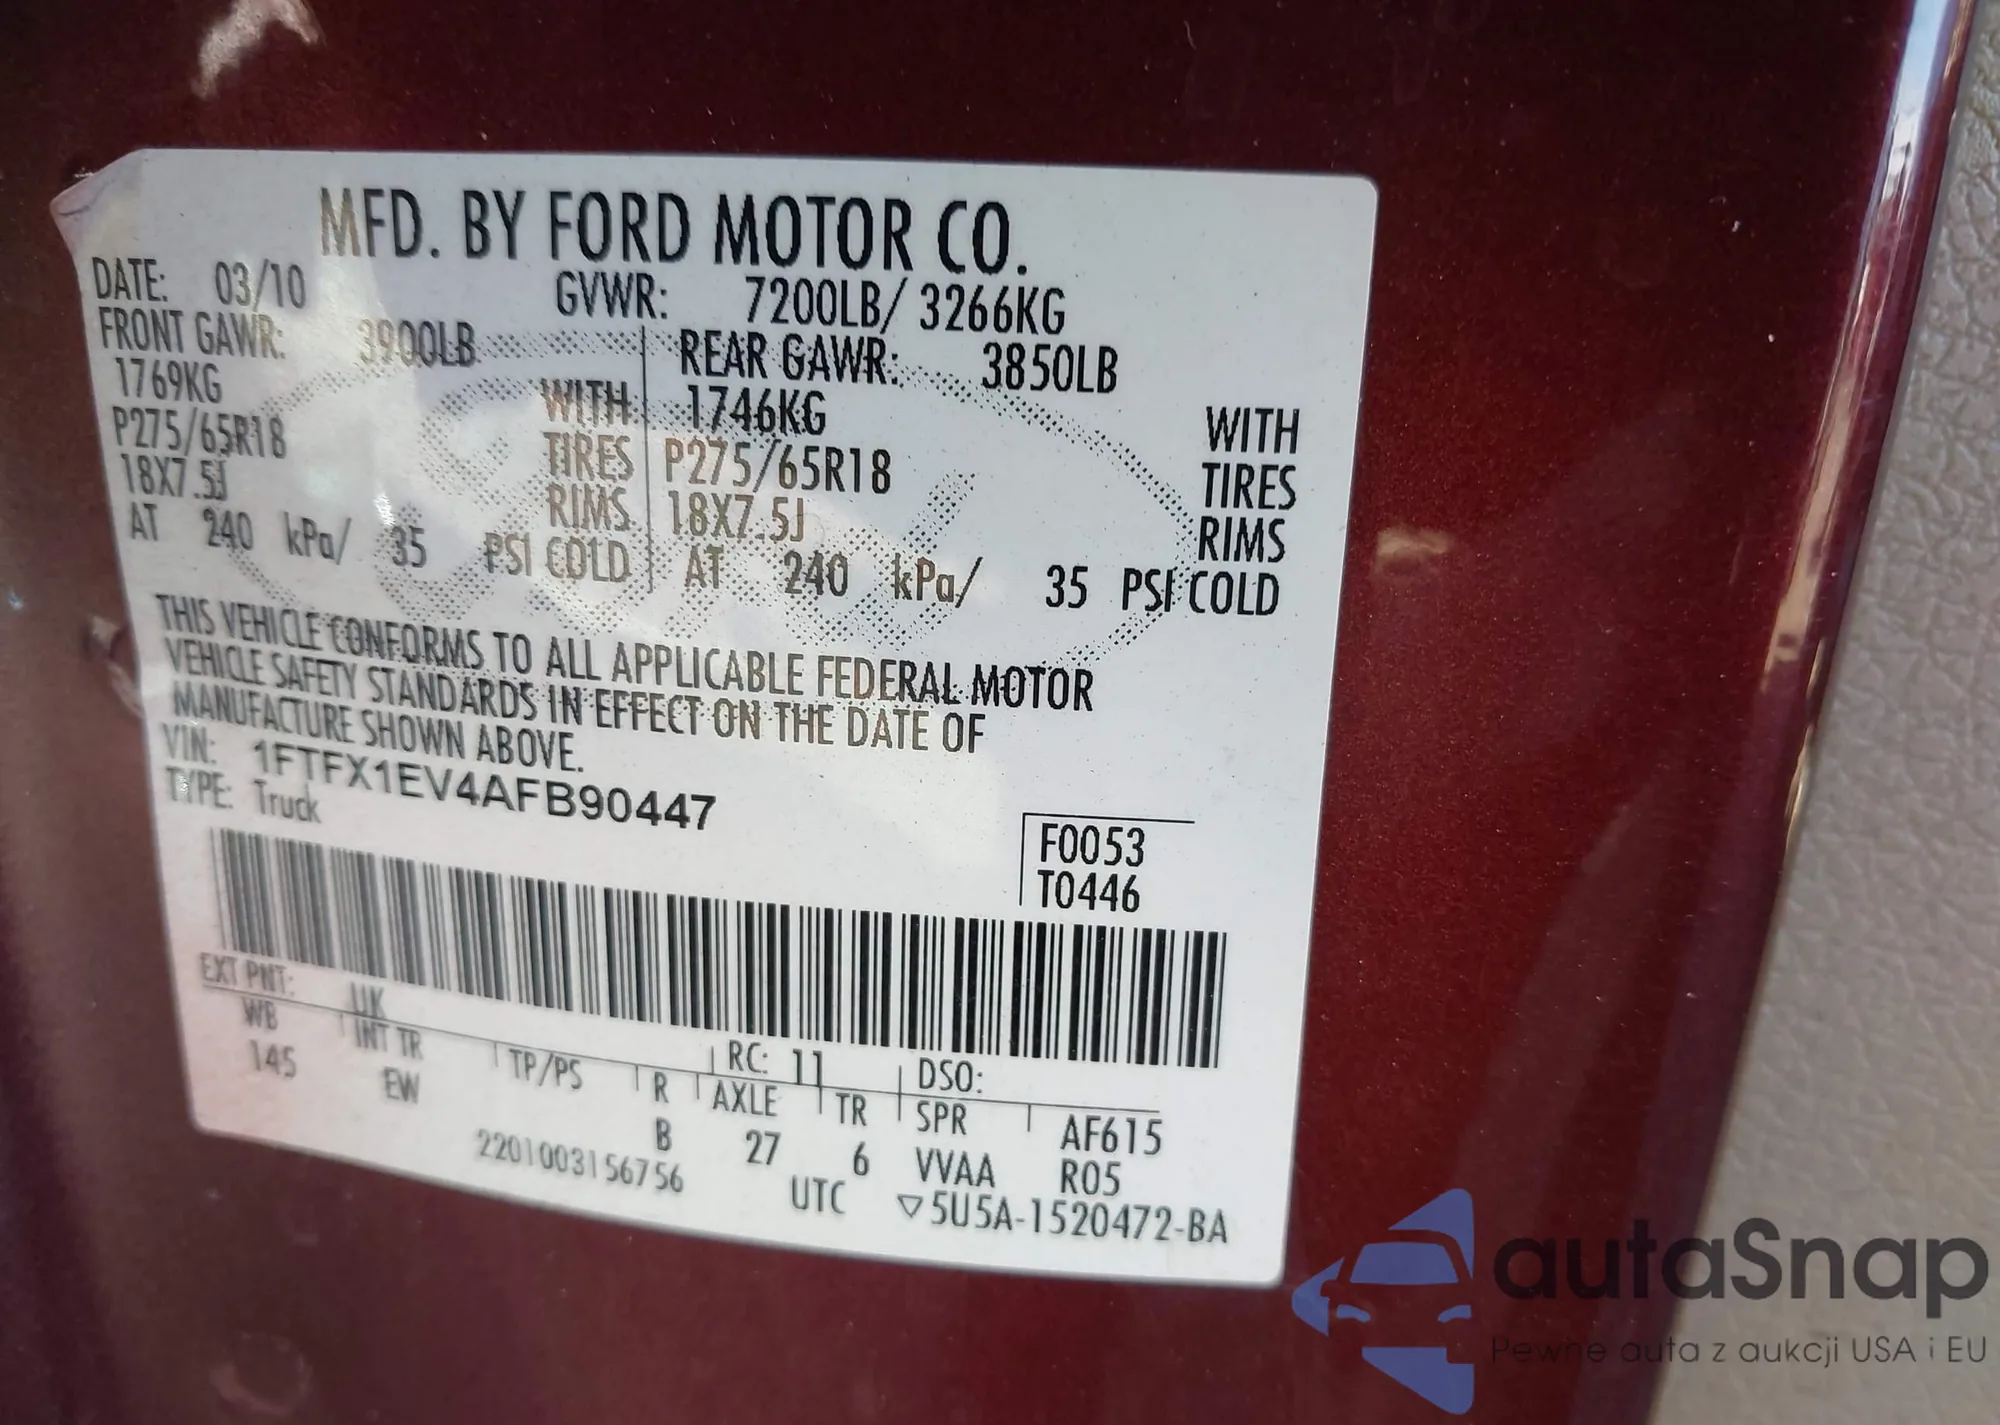 MFD. BY FORD MOTOR CO.
DATE: 03/10 GVWR: 7200LB/ 3266KG
FRONT GAWR: 3900LB REAR GAWR: 3850LB
1769KG WITH 1746KG WITH
P275/65R18 TIRES P275/65R18 TIRES
18X7.5J RIMS 18X7.5J RIMS
AT 240 kPa/ 35 PSI COLD AT 240 kPa/ 35 PSI COLD
THIS VEHICLE CONFORMS TO ALL APPLICABLE FEDERAL MOTOR
VEHICLE SAFETY STANDARDS IN EFFECT ON THE DATE OF
MANUFACTURE SHOWN ABOVE.
VIN: 1FTFX1EV4AFB90447
TYPE: Truck
F0053
T0446
EXT PNT: UK RC: 11 DSO:
WB INT TR TP/PS R AXLE TR SPR AF615
145 EW B 27 6 VVAA R05
2201003156756 UTC ▽5U5A-1520472-BA
autaSnap
Pewne auta z aukcji USA i EU